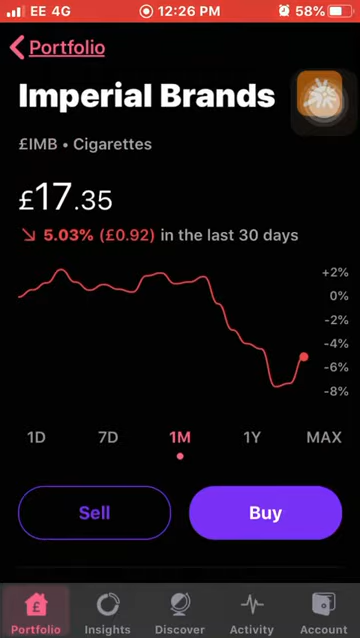 EE 4G 12:26 PM 58%
Portfolio
Imperial Brands
£IMB • Cigarettes
£17.35
5.03% (£0.92) in the last 30 days
+2%
0%
-2%
-4%
-6%
-8%
1D 7D 1M 1Y MAX
Sell Buy
£
Portfolio Insights Discover Activity Account